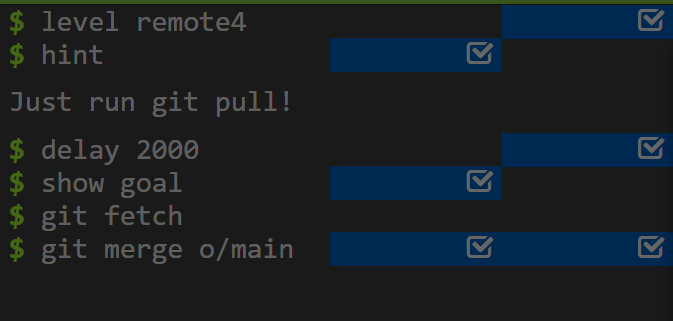 $ level remote4
$ hint
Just run git pull!
$ delay 2000
$ show goal
$ git fetch
$ git merge o/main